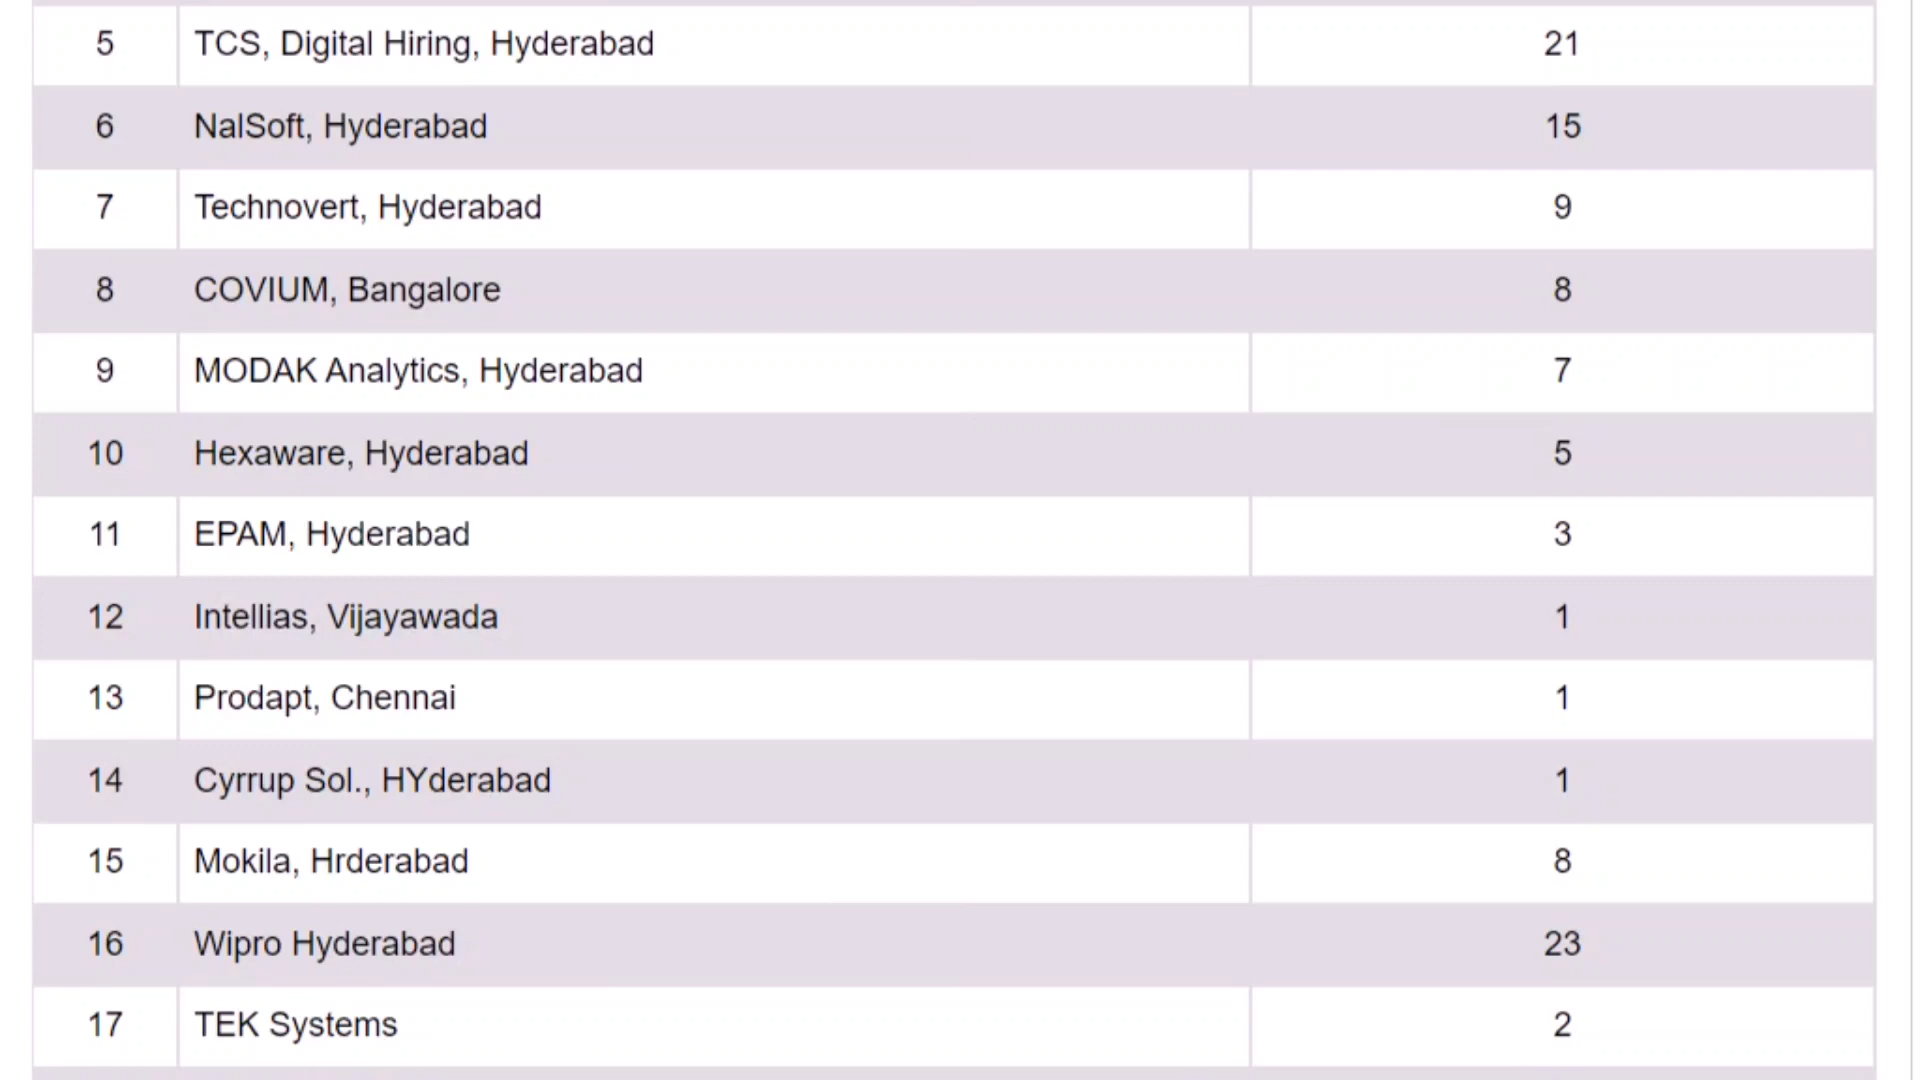 5 TCS, Digital Hiring, Hyderabad 21
6 NalSoft, Hyderabad 15
7 Technovert, Hyderabad 9
8 COVIUM, Bangalore 8
9 MODAK Analytics, Hyderabad 7
10 Hexaware, Hyderabad 5
11 EPAM, Hyderabad 3
12 Intellias, Vijayawada 1
13 Prodapt, Chennai 1
14 Cyrrup Sol., HYderabad 1
15 Mokila, Hrderabad 8
16 Wipro Hyderabad 23
17 TEK Systems 2